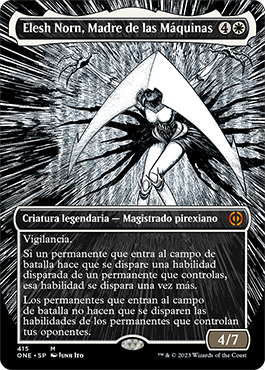 Elesh Norn, Madre de las Máquinas 4
Criatura legendaria — Magistrado pirexiano
Vigilancia.
Si un permanente que entra al campo de
batalla hace que se dispare una habilidad
disparada de un permanente que controlas,
esa habilidad se dispara una vez más.
Los permanentes que entran al campo de
batalla no hacen que se disparen las
habilidades de los permanentes que controlan
tus oponentes.
4/7
415 M
ONE • SP Junji Ito
™ & © 2023 Wizards of the Coast